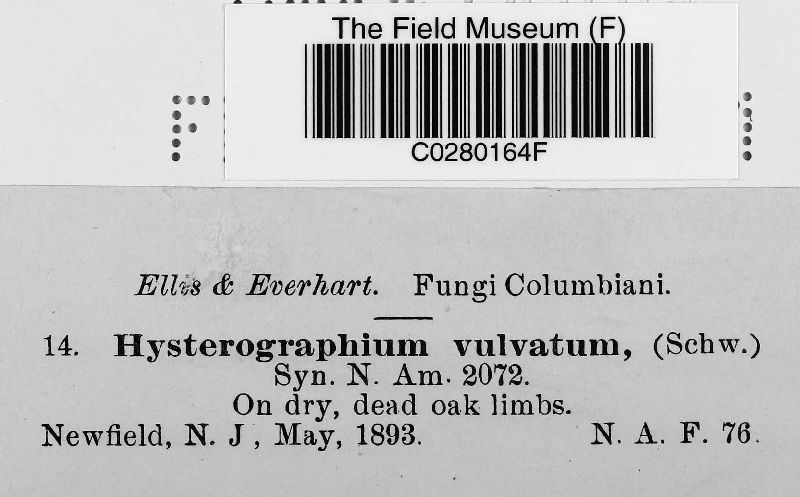 The Field Museum (F)
C0280164F
F
Ellis & Everhart. Fungi Columbiani.
14. Hysterographium vulvatum, (Schw.)
Syn. N. Am. 2072.
On dry, dead oak limbs.
Newfield, N. J , May, 1893. N. A. F. 76.